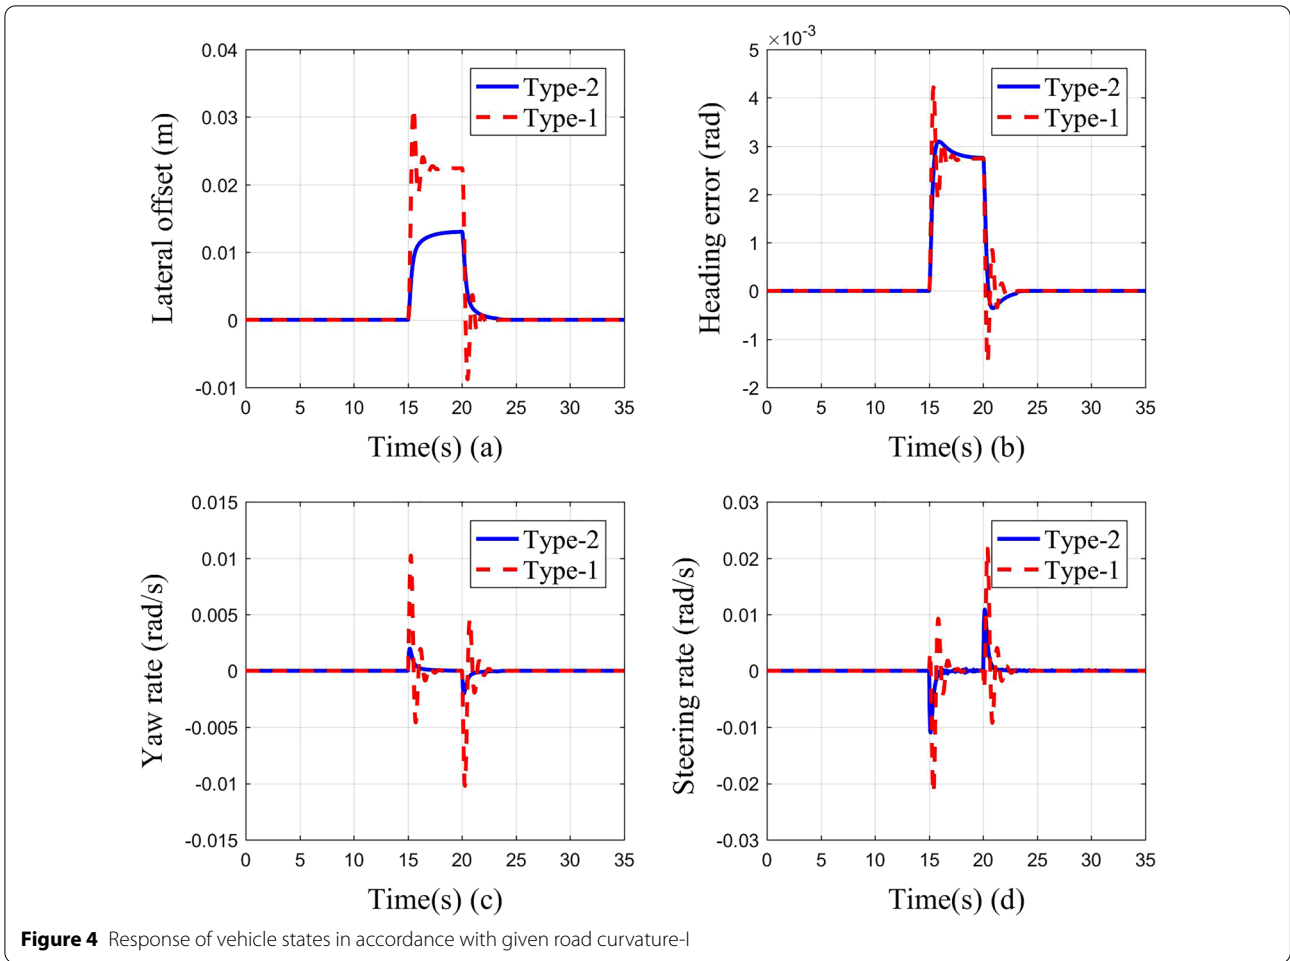 0.04
0.03
0.02
0.01
0
-0.01
Lateral offset (m)
Type-2
Type-1
0 5 10 15 20 25 30 35
Time(s) (a)
×10⁻³
5
4
3
2
1
0
-1
-2
Heading error (rad)
Type-2
Type-1
0 5 10 15 20 25 30 35
Time(s) (b)
0.015
0.01
0.005
0
-0.005
-0.01
-0.015
Yaw rate (rad/s)
Type-2
Type-1
0 5 10 15 20 25 30 35
Time(s) (c)
0.03
0.02
0.01
0
-0.01
-0.02
-0.03
Steering rate (rad/s)
Type-2
Type-1
0 5 10 15 20 25 30 35
Time(s) (d)
Figure 4 Response of vehicle states in accordance with given road curvature-I